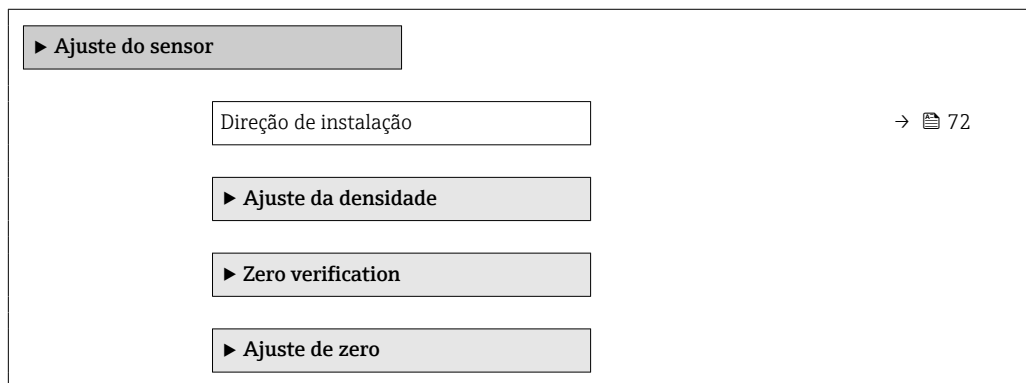 ▶ Ajuste do sensor
Direção de instalação → 72
▶ Ajuste da densidade
▶ Zero verification
▶ Ajuste de zero